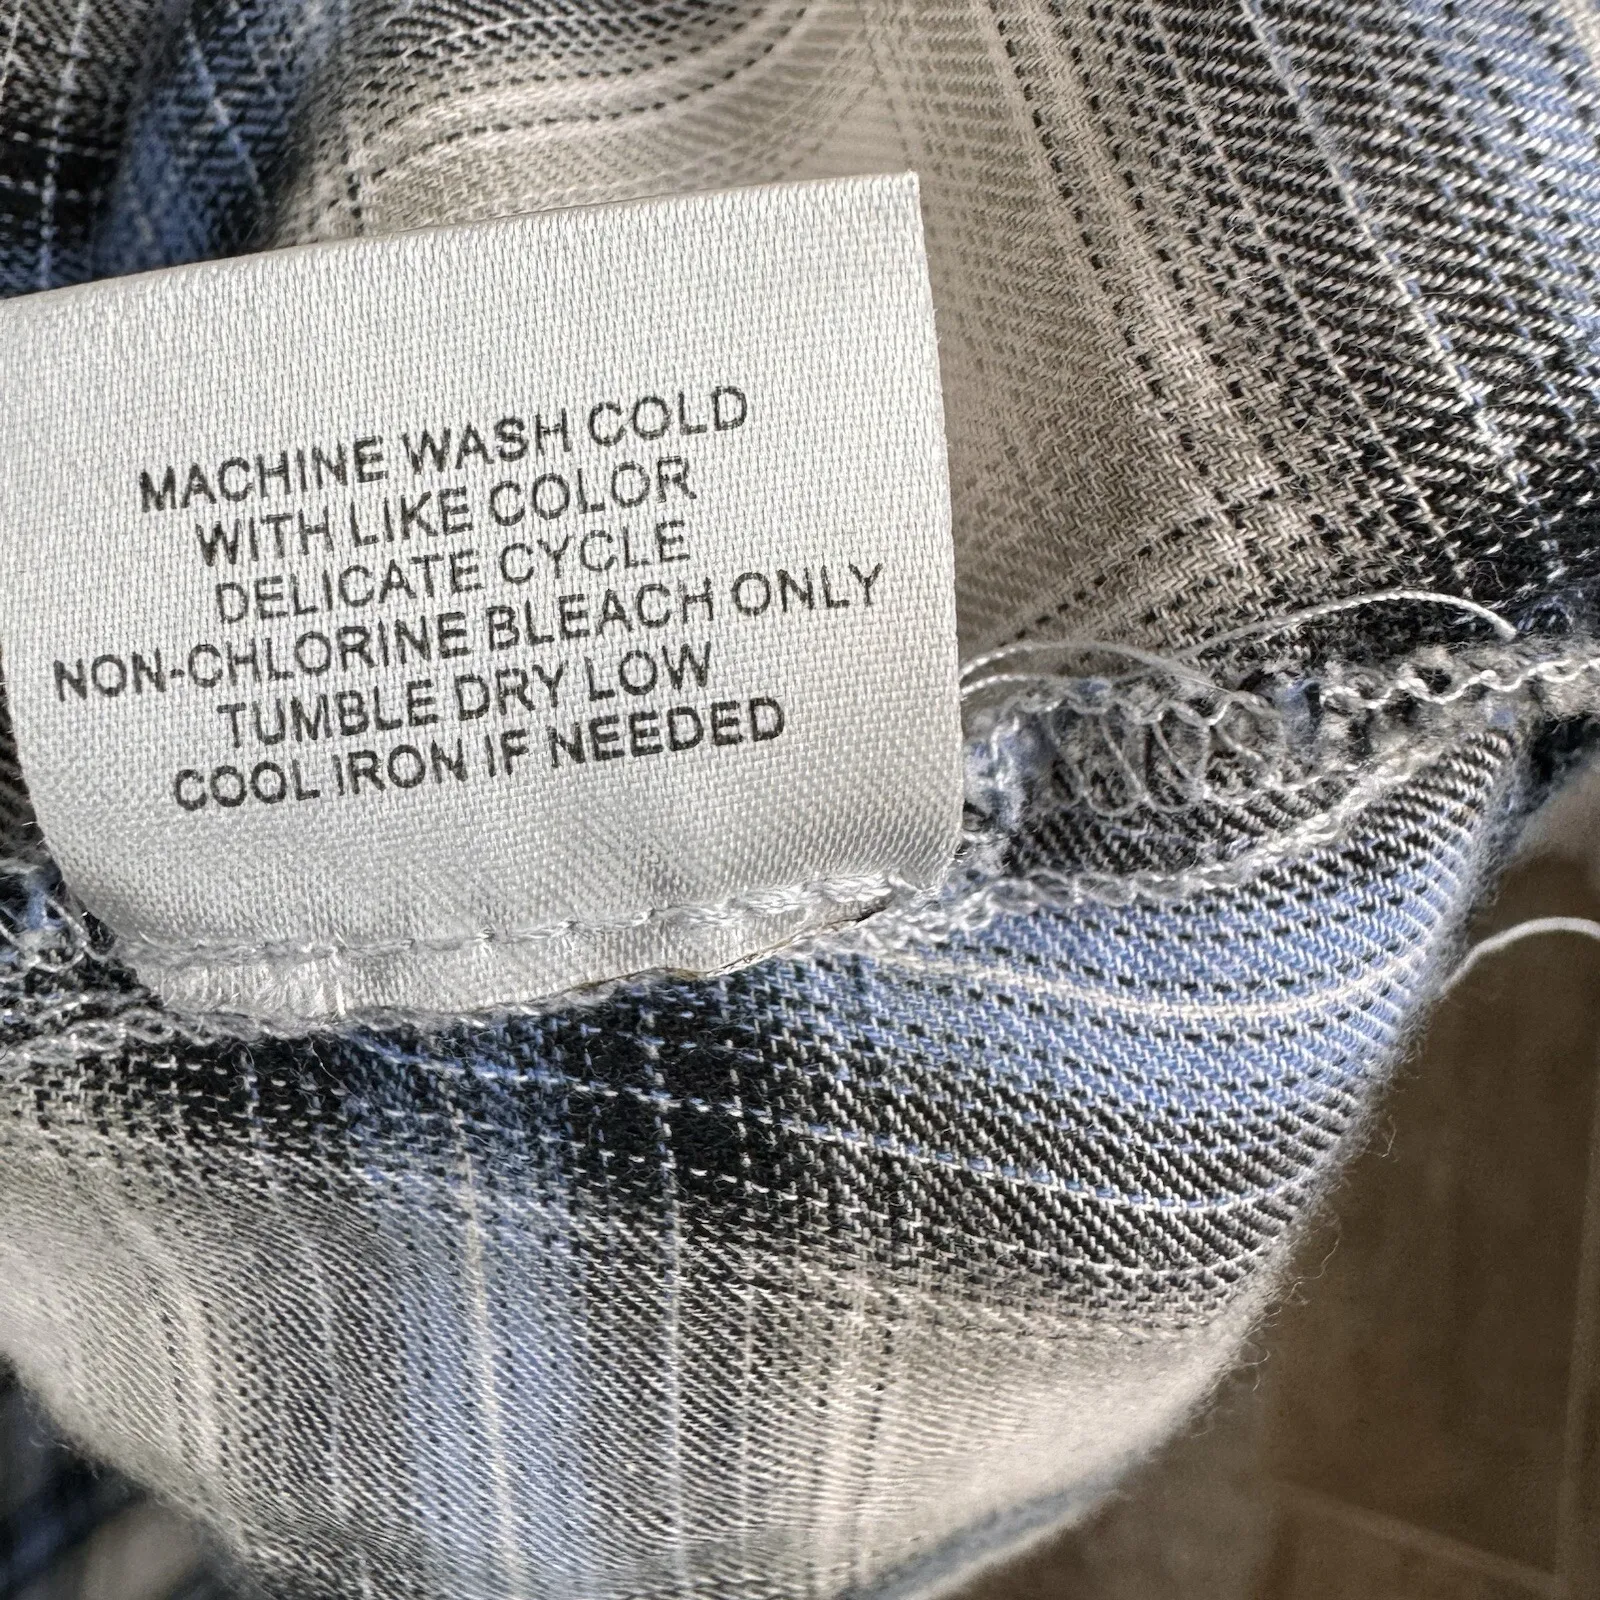 MACHINE WASH COLD
WITH LIKE COLOR
DELICATE CYCLE
NON-CHLORINE BLEACH ONLY
TUMBLE DRY LOW
COOL IRON IF NEEDED